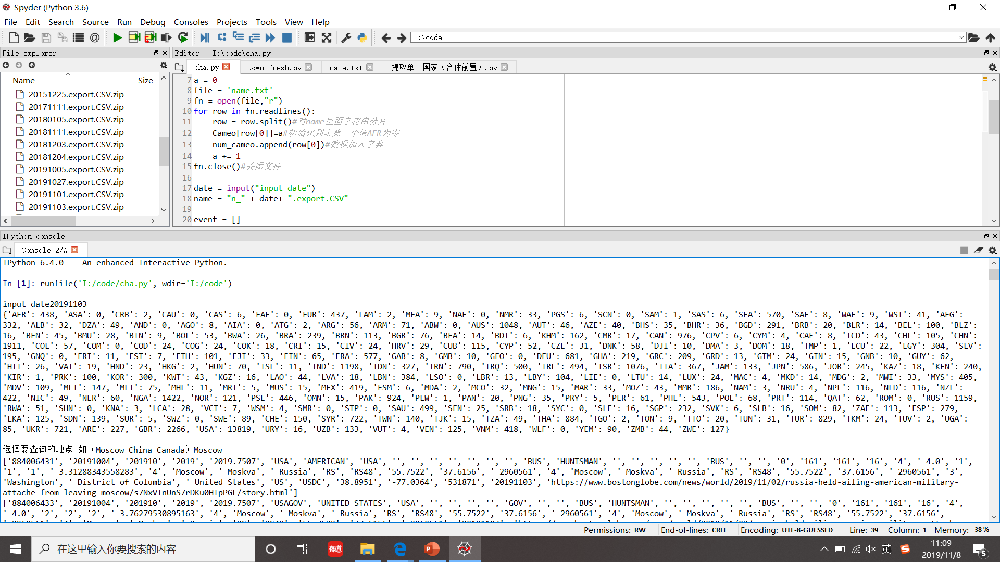 Spyder (Python 3.6)
File Edit Search Source Run Debug Consoles Projects Tools View Help
I:\code
File explorer
Editor - I:\code\cha.py
cha.py down_fresh.py name.txt 提取单一国家（合体前置）.py
Name Size
20151225.export.CSV.zip
20171111.export.CSV.zip
20180105.export.CSV.zip
20181111.export.CSV.zip
20181203.export.CSV.zip
20181204.export.CSV.zip
20191005.export.CSV.zip
20191027.export.CSV.zip
20191101.export.CSV.zip
20191103.export.CSV.zip
7 a = 0
8 file = 'name.txt'
9 fn = open(file,"r")
10 for row in fn.readlines():
11 row = row.split()#对name里面字符串分片
12 Cameo[row[0]]=a#初始化列表第一个值AFR为零
13 num_cameo.append(row[0])#数据加入字典
14 a += 1
15 fn.close()#关闭文件
16
17 date = input("input date")
18 name = "n_" + date+ ".export.CSV"
19
20 event = []
IPython console
Console 2/A
IPython 6.4.0 -- An enhanced Interactive Python.
In [1]: runfile('I:/code/cha.py', wdir='I:/code')
input date20191103
{'AFR': 438, 'ASA': 0, 'CRB': 2, 'CAU': 0, 'CAS': 6, 'EAF': 0, 'EUR': 437, 'LAM': 2, 'MEA': 9, 'NAF': 0, 'NMR': 33, 'PGS': 6, 'SCN': 0, 'SAM': 1, 'SAS': 6, 'SEA': 570, 'SAF': 8, 'WAF': 9, 'WST': 41, 'AFG':
332, 'ALB': 32, 'DZA': 49, 'AND': 0, 'AGO': 8, 'AIA': 0, 'ATG': 2, 'ARG': 56, 'ARM': 71, 'ABW': 0, 'AUS': 1048, 'AUT': 46, 'AZE': 40, 'BHS': 35, 'BHR': 36, 'BGD': 291, 'BRB': 20, 'BLR': 14, 'BEL': 100, 'BLZ':
16, 'BEN': 45, 'BMU': 28, 'BTN': 9, 'BOL': 53, 'BWA': 26, 'BRA': 239, 'BRN': 113, 'BGR': 76, 'BFA': 14, 'BDI': 6, 'KHM': 162, 'CMR': 17, 'CAN': 976, 'CPV': 6, 'CYM': 4, 'CAF': 8, 'TCD': 43, 'CHL': 105, 'CHN':
1911, 'COL': 57, 'COM': 0, 'COD': 24, 'COG': 24, 'COK': 18, 'CRI': 15, 'CIV': 24, 'HRV': 29, 'CUB': 115, 'CYP': 52, 'CZE': 31, 'DNK': 58, 'DJI': 10, 'DMA': 3, 'DOM': 18, 'TMP': 1, 'ECU': 22, 'EGY': 304, 'SLV':
195, 'GNQ': 0, 'ERI': 11, 'EST': 7, 'ETH': 101, 'FJI': 33, 'FIN': 65, 'FRA': 577, 'GAB': 8, 'GMB': 10, 'GEO': 0, 'DEU': 681, 'GHA': 219, 'GRC': 209, 'GRD': 13, 'GTM': 24, 'GIN': 15, 'GNB': 10, 'GUY': 62,
'HTI': 26, 'VAT': 19, 'HND': 23, 'HKG': 2, 'HUN': 70, 'ISL': 11, 'IND': 1198, 'IDN': 327, 'IRN': 790, 'IRQ': 500, 'IRL': 494, 'ISR': 1076, 'ITA': 367, 'JAM': 133, 'JPN': 586, 'JOR': 245, 'KAZ': 18, 'KEN': 240,
'KIR': 1, 'PRK': 100, 'KOR': 300, 'KWT': 43, 'KGZ': 16, 'LAO': 44, 'LVA': 18, 'LBN': 384, 'LSO': 0, 'LBR': 13, 'LBY': 104, 'LIE': 0, 'LTU': 14, 'LUX': 24, 'MAC': 4, 'MKD': 14, 'MDG': 2, 'MWI': 33, 'MYS': 405,
'MDV': 109, 'MLI': 147, 'MLT': 75, 'MHL': 11, 'MRT': 5, 'MUS': 15, 'MEX': 419, 'FSM': 6, 'MDA': 2, 'MCO': 32, 'MNG': 15, 'MAR': 33, 'MOZ': 43, 'MMR': 186, 'NAM': 3, 'NRU': 4, 'NPL': 116, 'NLD': 116, 'NZL':
422, 'NIC': 49, 'NER': 60, 'NGA': 1422, 'NOR': 121, 'PSE': 446, 'OMN': 15, 'PAK': 924, 'PLW': 1, 'PAN': 20, 'PNG': 35, 'PRY': 5, 'PER': 61, 'PHL': 543, 'POL': 68, 'PRT': 114, 'QAT': 62, 'ROM': 0, 'RUS': 1159,
'RWA': 51, 'SHN': 0, 'KNA': 3, 'LCA': 28, 'VCT': 7, 'WSM': 4, 'SMR': 0, 'STP': 0, 'SAU': 499, 'SEN': 25, 'SRB': 18, 'SYC': 0, 'SLE': 16, 'SGP': 232, 'SVK': 6, 'SLB': 16, 'SOM': 82, 'ZAF': 113, 'ESP': 279,
'LKA': 125, 'SDN': 139, 'SUR': 5, 'SWZ': 0, 'SWE': 89, 'CHE': 150, 'SYR': 722, 'TWN': 140, 'TJK': 15, 'TZA': 49, 'THA': 884, 'TGO': 2, 'TON': 9, 'TTO': 20, 'TUN': 31, 'TUR': 829, 'TKM': 24, 'TUV': 2, 'UGA':
85, 'UKR': 721, 'ARE': 227, 'GBR': 2266, 'USA': 13819, 'URY': 16, 'UZB': 133, 'VUT': 4, 'VEN': 125, 'VNM': 418, 'WLF': 0, 'YEM': 90, 'ZMB': 44, 'ZWE': 127}
选择要查询的地点 如（Moscow China Canada）Moscow
['884006431', '20191004', '201910', '2019', '2019.7507', 'USA', 'AMERICAN', 'USA', '', '', '', '', '', '', '', 'BUS', 'HUNTSMAN', '', '', '', '', '', 'BUS', '', '', '0', '161', '161', '16', '4', '-4.0', '1',
'1', '1', '-3.31288343558283', '4', 'Moscow', ' Moskva', ' Russia', 'RS', 'RS48', '55.7522', '37.6156', '-2960561', '4', 'Moscow', ' Moskva', ' Russia', 'RS', 'RS48', '55.7522', '37.6156', '-2960561', '3',
'Washington', ' District of Columbia', ' United States', 'US', 'USDC', '38.8951', '-77.0364', '531871', '20191103', 'https://www.bostonglobe.com/news/world/2019/11/02/russia-held-ailing-american-military-
attache-from-leaving-moscow/s7NxVInUnS7rDKu0HTpPGL/story.html']
['884006433', '20191004', '201910', '2019', '2019.7507', 'USAGOV', 'UNITED STATES', 'USA', '', '', '', '', 'GOV', '', '', 'BUS', 'HUNTSMAN', '', '', '', '', '', 'BUS', '', '', '0', '161', '161', '16', '4',
'-4.0', '2', '2', '2', '-3.76279530895163', '4', 'Moscow', ' Moskva', ' Russia', 'RS', 'RS48', '55.7522', '37.6156', '-2960561', '4', 'Moscow', ' Moskva', ' Russia', 'RS', 'RS48', '55.7522', '37.6156',
Permissions: RW End-of-lines: CRLF Encoding: UTF-8-GUESSED Line: 39 Column: 1 Memory: 38 %
在这里输入你要搜索的内容
有道
英
11:09
2019/11/8
5